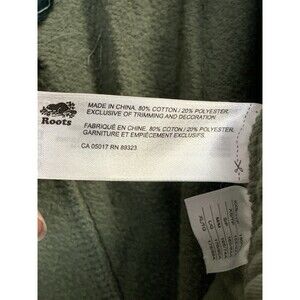 Roots
MADE IN CHINA. 80% COTTON / 20% POLYESTER.
EXCLUSIVE OF TRIMMING AND DECORATION.
FABRIQUÉ EN CHINE. 80% COTON / 20% POLYESTER.
GARNITURE ET EMPIÈCEMENT EXCLUSIFS.
CA 05017 RN 89323